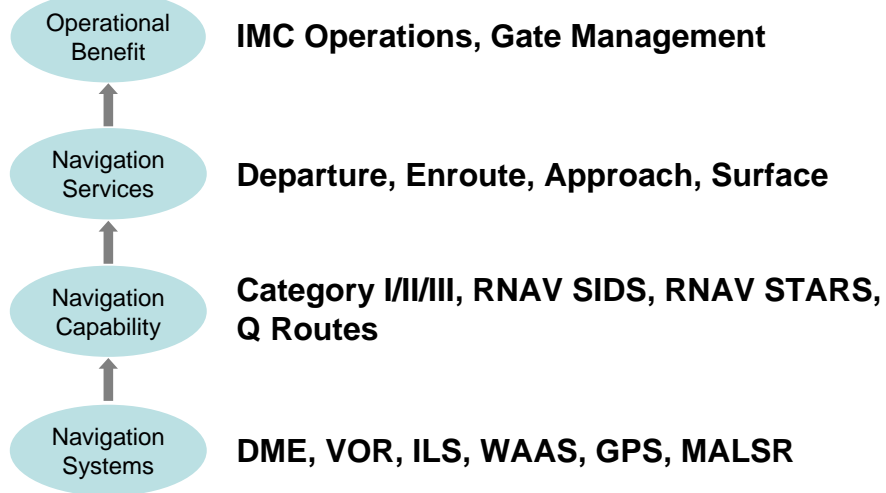 Operational
Benefit
IMC Operations, Gate Management
Navigation
Services
Departure, Enroute, Approach, Surface
Navigation
Capability
Category I/II/III, RNAV SIDS, RNAV STARS,
Q Routes
Navigation
Systems
DME, VOR, ILS, WAAS, GPS, MALSR